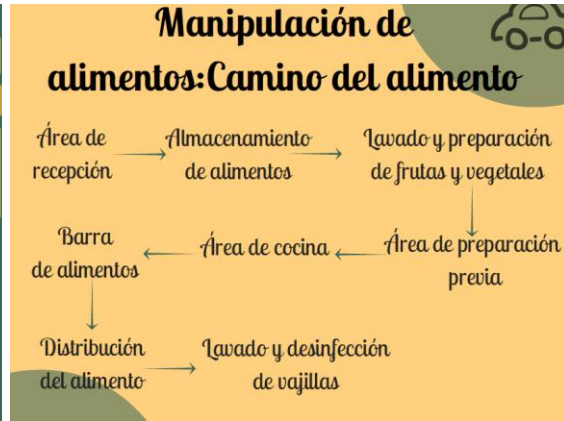 Manipulación de
alimentos:Camino del alimento
Área de
recepción
Almacenamiento
de alimentos
Lavado y preparación
de frutas y vegetales
Área de preparación
previa
Área de cocina
Barra
de alimentos
Distribución
del alimento
Lavado y desinfección
de vajillas